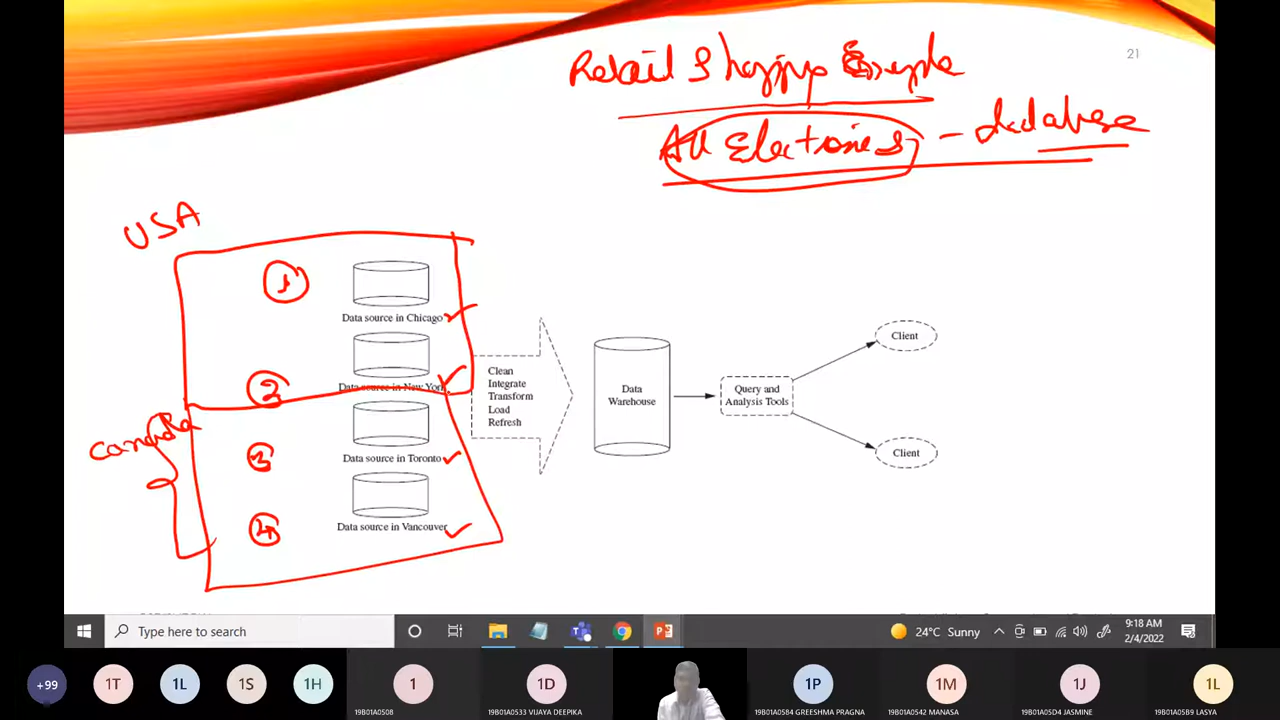 21
Retail Shopping Example
All Electronics - database
USA
1
Data source in Chicago
2
Data source in New York
Canada
3
Data source in Toronto
4
Data source in Vancouver
Clean
Integrate
Transform
Load
Refresh
Data
Warehouse
Query and
Analysis Tools
Client
Client
Type here to search
24°C Sunny
9:18 AM
2/4/2022
+99
1T
1L
1S
1H
1
1D
1P
1M
1J
1L
19B01A0508
19B01A0533 VIJAYA DEEPIKA
19B01A0584 GREESHMA PRAGNA
19B01A0542 MANASA
19B01A05D4 JASMINE
19B01A05B9 LASYA